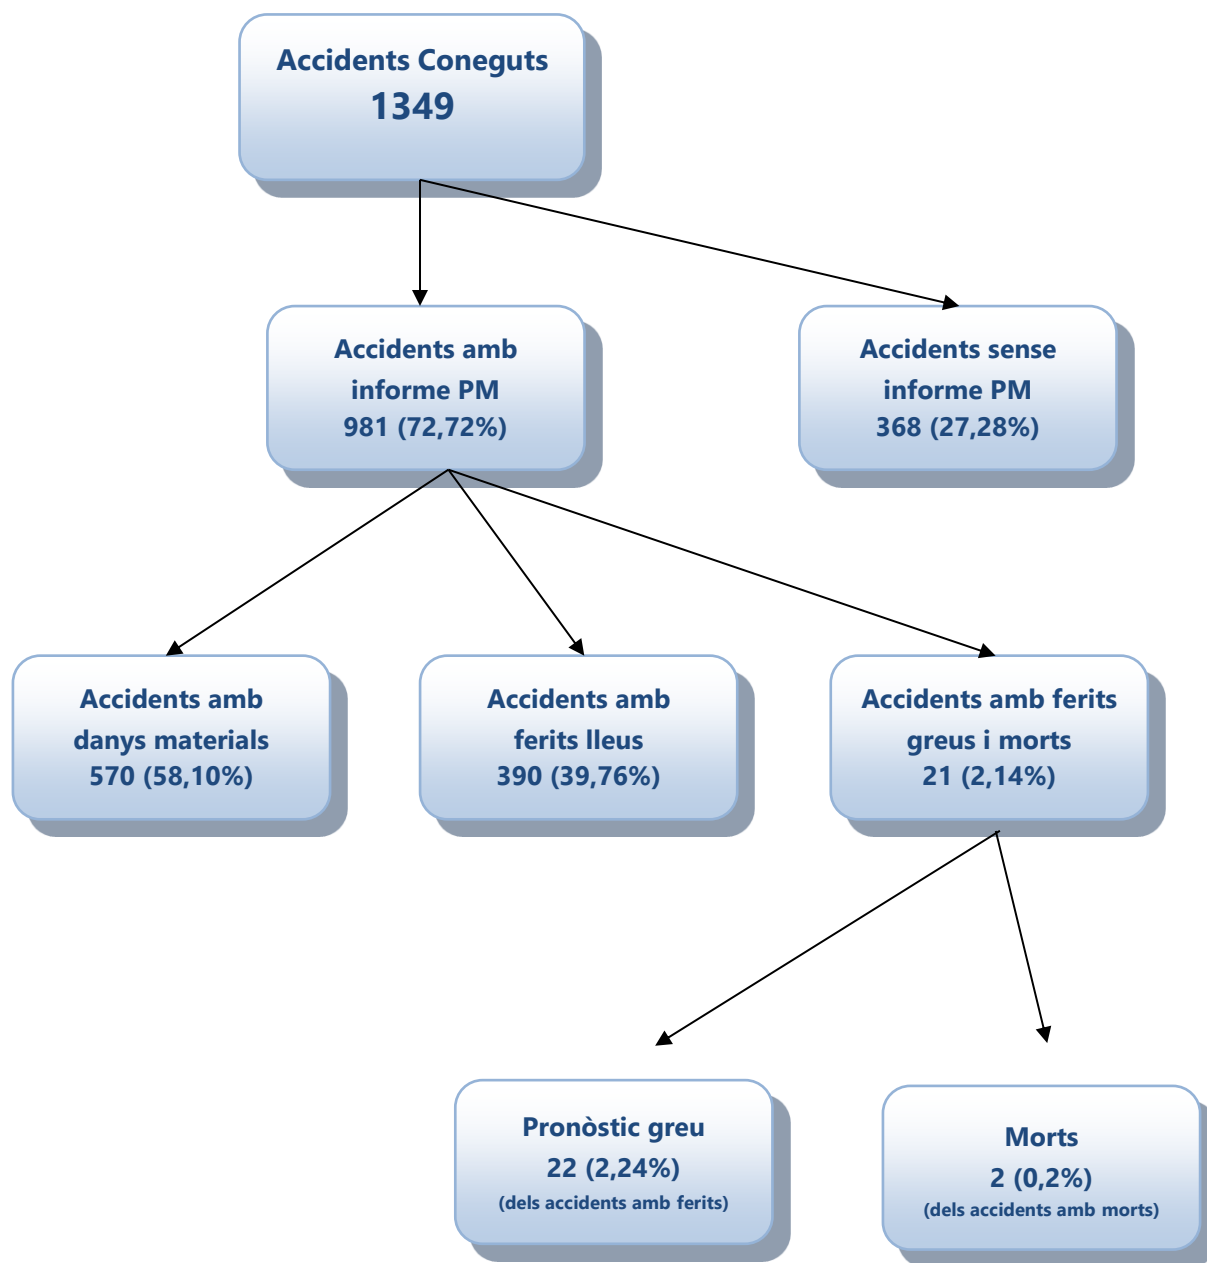 Accidents Coneguts
1349
Accidents amb
informe PM
981 (72,72%)
Accidents sense
informe PM
368 (27,28%)
Accidents amb
danys materials
570 (58,10%)
Accidents amb
ferits lleus
390 (39,76%)
Accidents amb ferits
greus i morts
21 (2,14%)
Pronòstic greu
22 (2,24%)
(dels accidents amb ferits)
Morts
2 (0,2%)
(dels accidents amb morts)